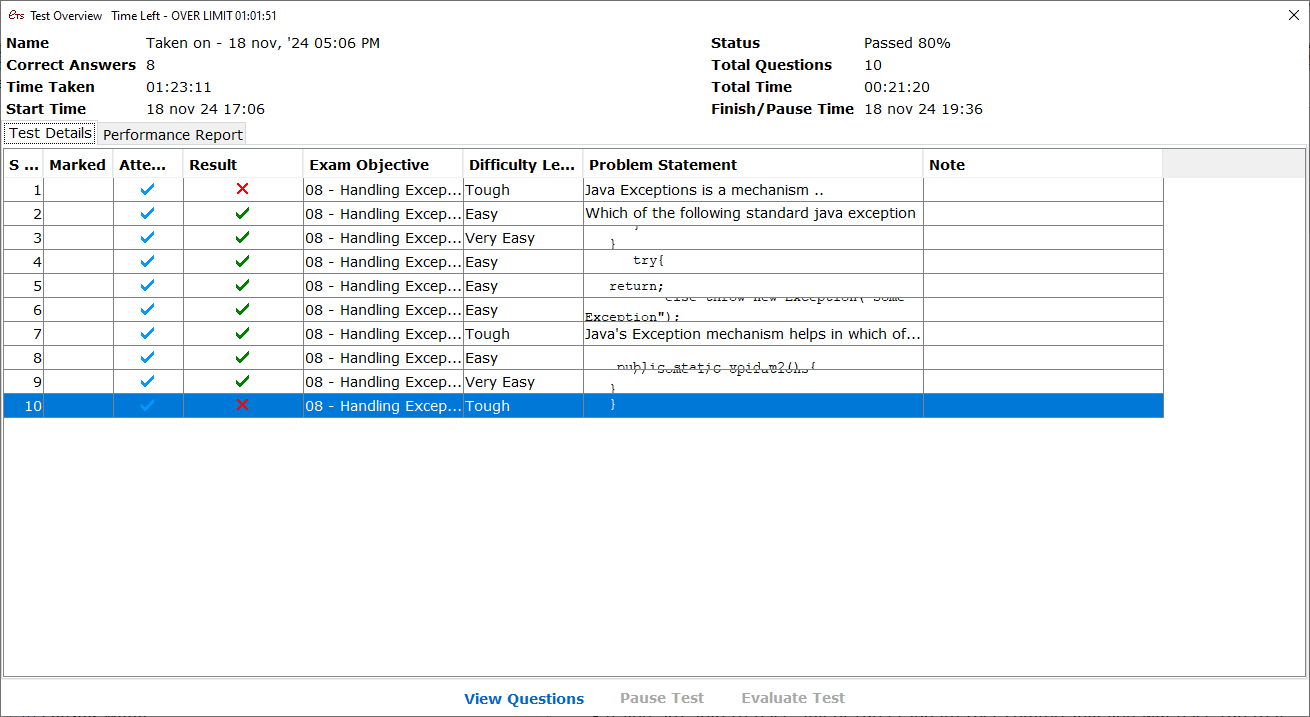 eTS Test Overview Time Left - OVER LIMIT 01:01:51
Name Taken on - 18 nov, '24 05:06 PM Status Passed 80%
Correct Answers 8 Total Questions 10
Time Taken 01:23:11 Total Time 00:21:20
Start Time 18 nov 24 17:06 Finish/Pause Time 18 nov 24 19:36
Test Details Performance Report
S ... Marked Atte... Result Exam Objective Difficulty Le... Problem Statement Note
1 08 - Handling Excep... Tough Java Exceptions is a mechanism ..
2 08 - Handling Excep... Easy Which of the following standard java exception
3 08 - Handling Excep... Very Easy }
4 08 - Handling Excep... Easy try{
5 08 - Handling Excep... Easy return;
6 08 - Handling Excep... Easy else throw new Exception("Some
Exception");
7 08 - Handling Excep... Tough Java's Exception mechanism helps in which of...
8 08 - Handling Excep... Easy public static void m2(){
9 08 - Handling Excep... Very Easy }
10 08 - Handling Excep... Tough }
View Questions Pause Test Evaluate Test